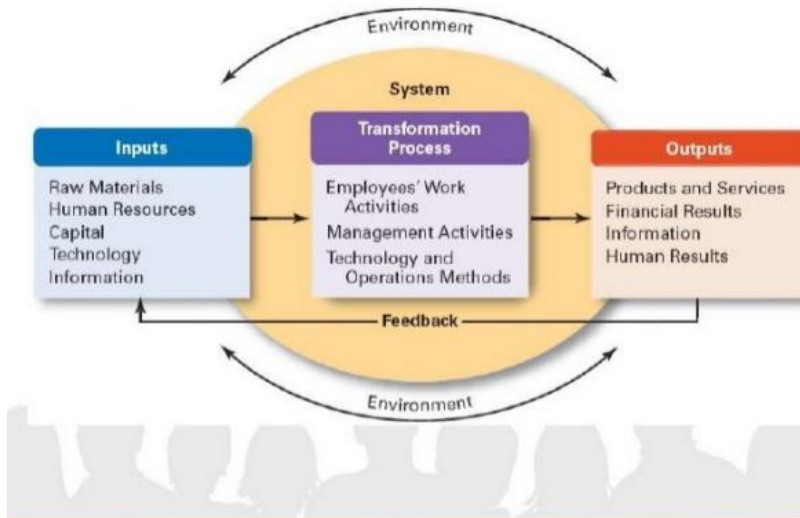 Environment
System
Inputs
Raw Materials
Human Resources
Capital
Technology
Information
Transformation
Process
Employees' Work
Activities
Management Activities
Technology and
Operations Methods
Outputs
Products and Services
Financial Results
Information
Human Results
Feedback
Environment